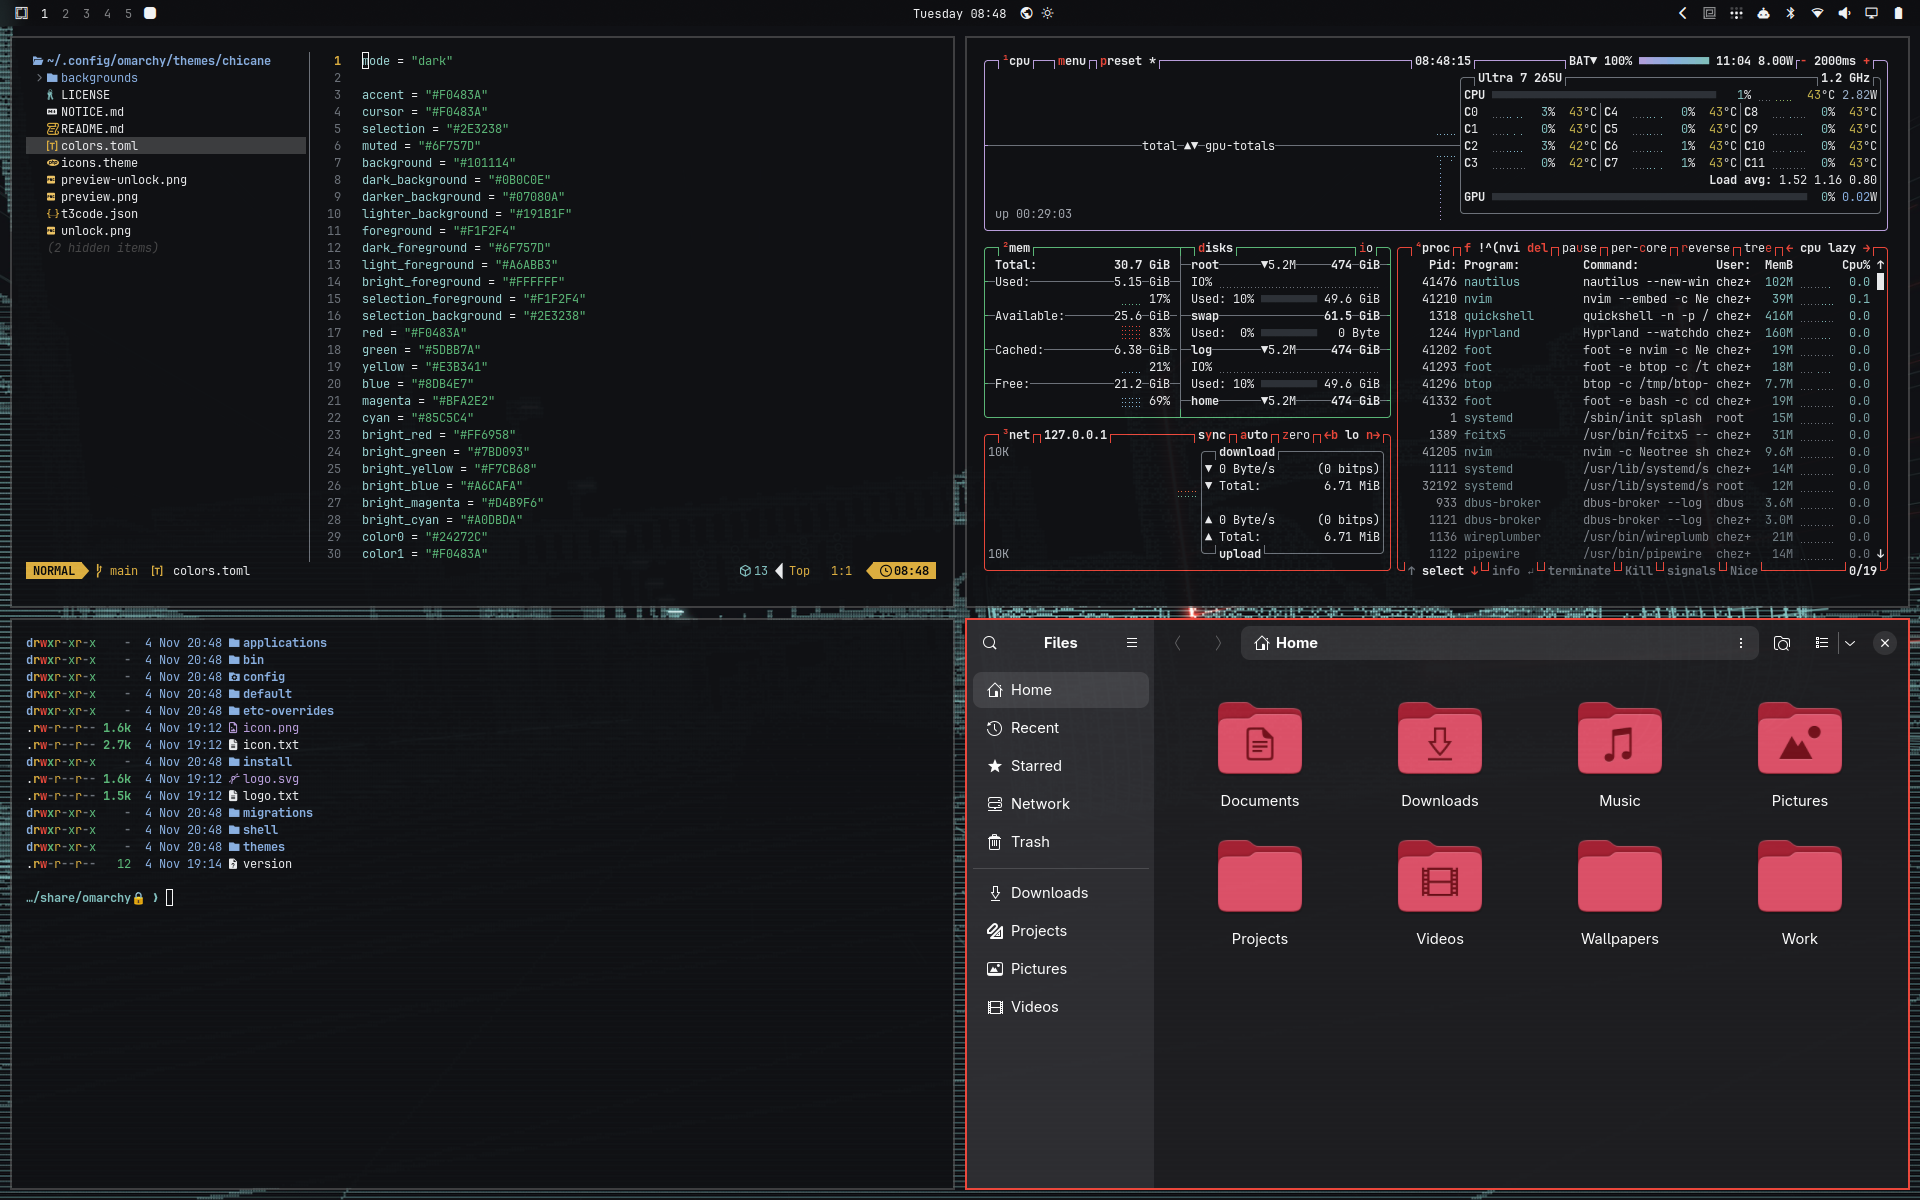 1 2 3 4 5
Tuesday 08:48
~/.config/omarchy/themes/chicane
backgrounds
LICENSE
NOTICE.md
README.md
colors.toml
icons.theme
preview-unlock.png
preview.png
t3code.json
unlock.png
(2 hidden items)
1 mode = "dark"
2
3 accent = "#F0483A"
4 cursor = "#F0483A"
5 selection = "#2E3238"
6 muted = "#6F757D"
7 background = "#101114"
8 dark_background = "#0B0C0E"
9 darker_background = "#07080A"
10 lighter_background = "#191B1F"
11 foreground = "#F1F2F4"
12 dark_foreground = "#6F757D"
13 light_foreground = "#A6ABB3"
14 bright_foreground = "#FFFFFF"
15 selection_foreground = "#F1F2F4"
16 selection_background = "#2E3238"
17 red = "#F0483A"
18 green = "#5DBB7A"
19 yellow = "#E3B341"
20 blue = "#8DB4E7"
21 magenta = "#BFA2E2"
22 cyan = "#85C5C4"
23 bright_red = "#FF6958"
24 bright_green = "#7BD093"
25 bright_yellow = "#F7CB68"
26 bright_blue = "#A6CAFA"
27 bright_magenta = "#D4B9F6"
28 bright_cyan = "#A0DBDA"
29 color0 = "#24272C"
30 color1 = "#F0483A"
NORMAL main colors.toml 13 Top 1:1 08:48
¹cpu menu preset * 08:48:15 BAT▼ 100% 11:04 8.00W - 2000ms +
Ultra 7 265U 1.2 GHz
CPU 1% 43°C 2.82W
C0 3% 43°C C4 0% 43°C C8 0% 43°C
C1 0% 43°C C5 0% 43°C C9 0% 43°C
C2 3% 42°C C6 1% 43°C C10 0% 43°C
C3 0% 42°C C7 1% 43°C C11 0% 43°C
total ▲▼ gpu-totals
Load avg: 1.52 1.16 0.80
GPU 0% 0.02W
up 00:29:03
²mem
Total: 30.7 GiB
Used: 5.15 GiB
17%
Available: 25.6 GiB
83%
Cached: 6.38 GiB
21%
Free: 21.2 GiB
69%
disks io
root ▼5.2M 474 GiB
IO%
Used: 10% 49.6 GiB
swap 61.5 GiB
Used: 0% 0 Byte
log ▼5.2M 474 GiB
IO%
Used: 10% 49.6 GiB
home ▼5.2M 474 GiB
³net 127.0.0.1 sync auto zero ←b lo n→
10K
download
▼ 0 Byte/s (0 bitps)
▼ Total: 6.71 MiB
▲ 0 Byte/s (0 bitps)
▲ Total: 6.71 MiB
upload
10K
⁴proc f !^(nvi del pause per-core reverse tree ← cpu lazy →
Pid: Program: Command: User: MemB Cpu% ↑
41476 nautilus nautilus --new-win chez+ 102M 0.0
41210 nvim nvim --embed -c Ne chez+ 39M 0.1
1318 quickshell quickshell -n -p / chez+ 416M 0.0
1244 Hyprland Hyprland --watchdo chez+ 160M 0.0
41202 foot foot -e nvim -c Ne chez+ 19M 0.0
41293 foot foot -e btop -c /t chez+ 18M 0.0
41296 btop btop -c /tmp/btop- chez+ 7.7M 0.0
41332 foot foot -e bash -c cd chez+ 19M 0.0
1 systemd /sbin/init splash root 15M 0.0
1389 fcitx5 /usr/bin/fcitx5 -- chez+ 31M 0.0
41205 nvim nvim -c Neotree sh chez+ 9.6M 0.0
1111 systemd /usr/lib/systemd/s chez+ 14M 0.0
32192 systemd /usr/lib/systemd/s root 12M 0.0
933 dbus-broker dbus-broker --log dbus 3.6M 0.0
1121 dbus-broker dbus-broker --log chez+ 3.0M 0.0
1136 wireplumber /usr/bin/wireplumb chez+ 21M 0.0
1122 pipewire /usr/bin/pipewire chez+ 14M 0.0 ↓
↑ select ↓ info ↵ terminate Kill signals Nice 0/19
drwxr-xr-x - 4 Nov 20:48 applications
drwxr-xr-x - 4 Nov 20:48 bin
drwxr-xr-x - 4 Nov 20:48 config
drwxr-xr-x - 4 Nov 20:48 default
drwxr-xr-x - 4 Nov 20:48 etc-overrides
.rw-r--r-- 1.6k 4 Nov 19:12 icon.png
.rw-r--r-- 2.7k 4 Nov 19:12 icon.txt
drwxr-xr-x - 4 Nov 20:48 install
.rw-r--r-- 1.6k 4 Nov 19:12 logo.svg
.rw-r--r-- 1.5k 4 Nov 19:12 logo.txt
drwxr-xr-x - 4 Nov 20:48 migrations
drwxr-xr-x - 4 Nov 20:48 shell
drwxr-xr-x - 4 Nov 20:48 themes
.rw-r--r-- 12 4 Nov 19:14 version
…/share/omarchy ❯
Files
Home
Recent
Starred
Network
Trash
Downloads
Projects
Pictures
Videos
Home
Documents Downloads Music Pictures
Projects Videos Wallpapers Work